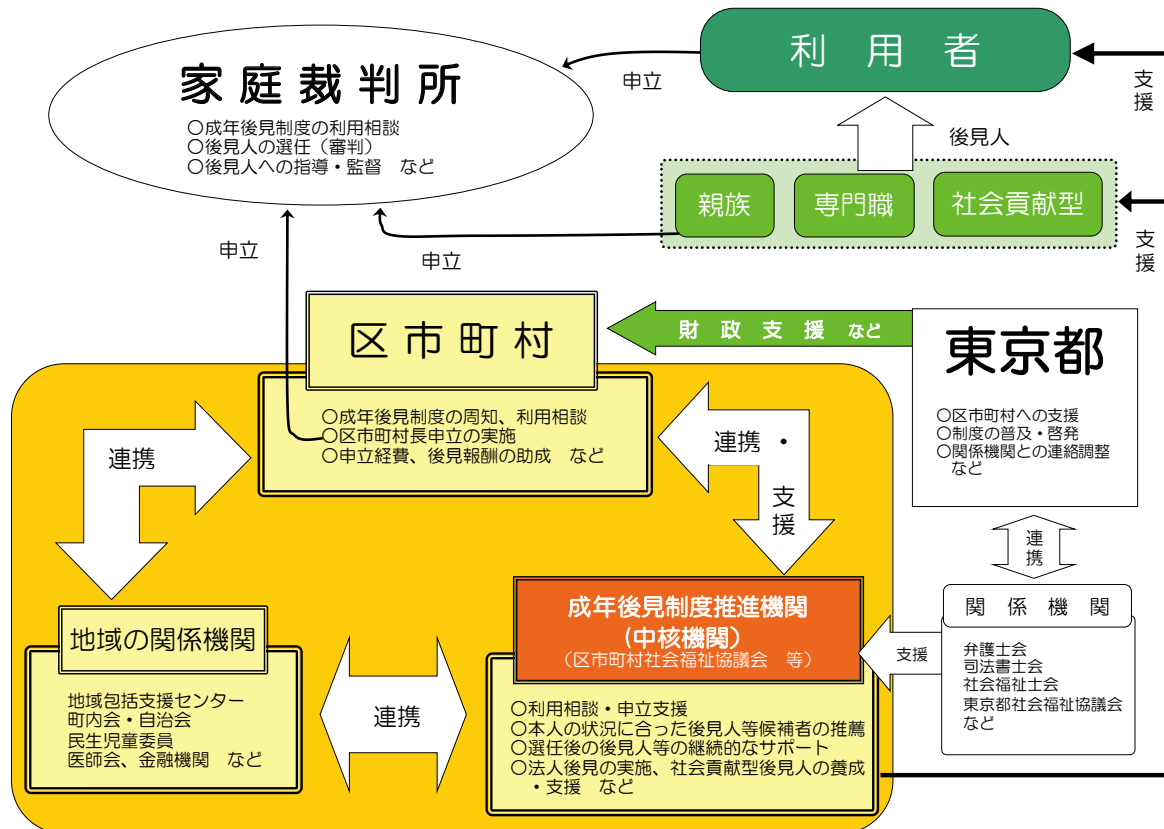 利用者
家庭裁判所
○成年後見制度の利用相談
○後見人の選任（審判）
○後見人への指導・監督　など
申立
支援
後見人
親族
専門職
社会貢献型
支援
申立
申立
区市町村
財政支援など
東京都
○成年後見制度の周知、利用相談
○区市町村長申立の実施
○申立経費、後見報酬の助成　など
○区市町村への支援
○制度の普及・啓発
○関係機関との連絡調整
など
連携
連携・
支援
連携
成年後見制度推進機関
(中核機関）
（区市町村社会福祉協議会　等）
関係機関
地域の関係機関
支援
弁護士会
司法書士会
社会福祉士会
東京都社会福祉協議会
など
地域包括支援センター
町内会・自治会
民生児童委員
医師会、金融機関　など
連携
○利用相談・申立支援
○本人の状況に合った後見人等候補者の推薦
○選任後の後見人等の継続的なサポート
○法人後見の実施、社会貢献型後見人の養成
・支援　など